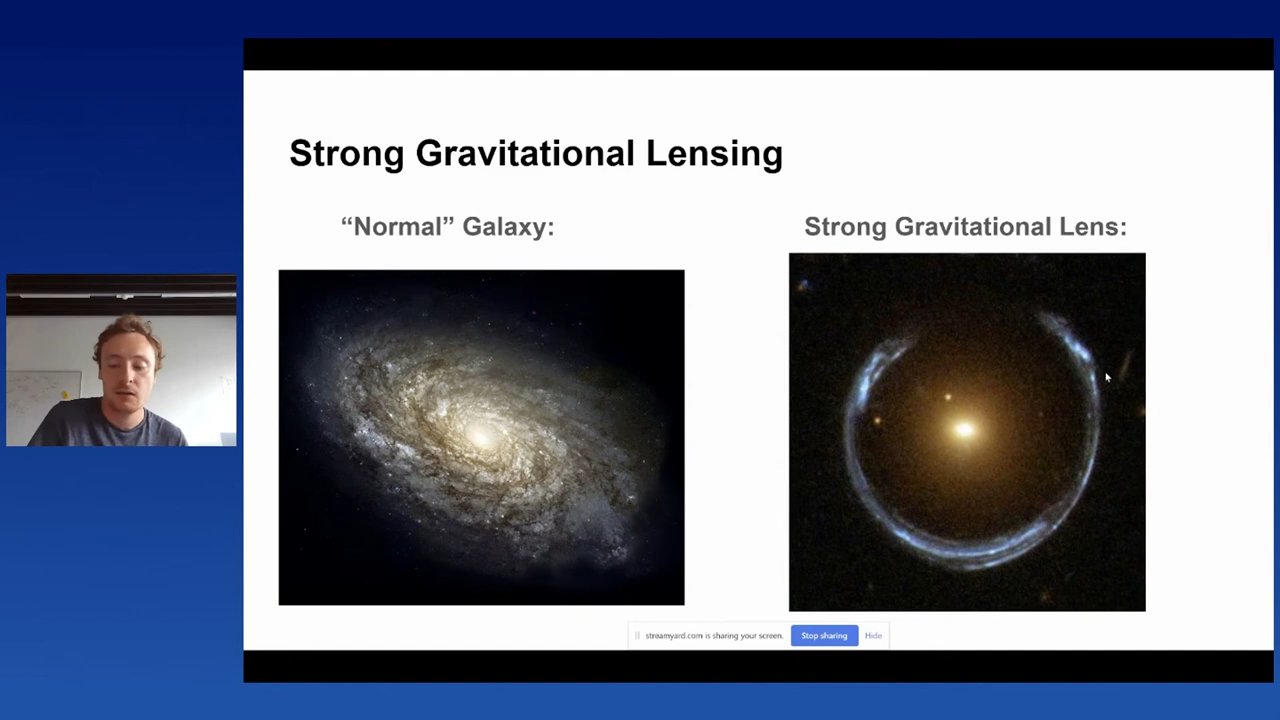 Strong Gravitational Lensing
“Normal” Galaxy:
Strong Gravitational Lens:
streamyard.com is sharing your screen.
Stop sharing
Hide